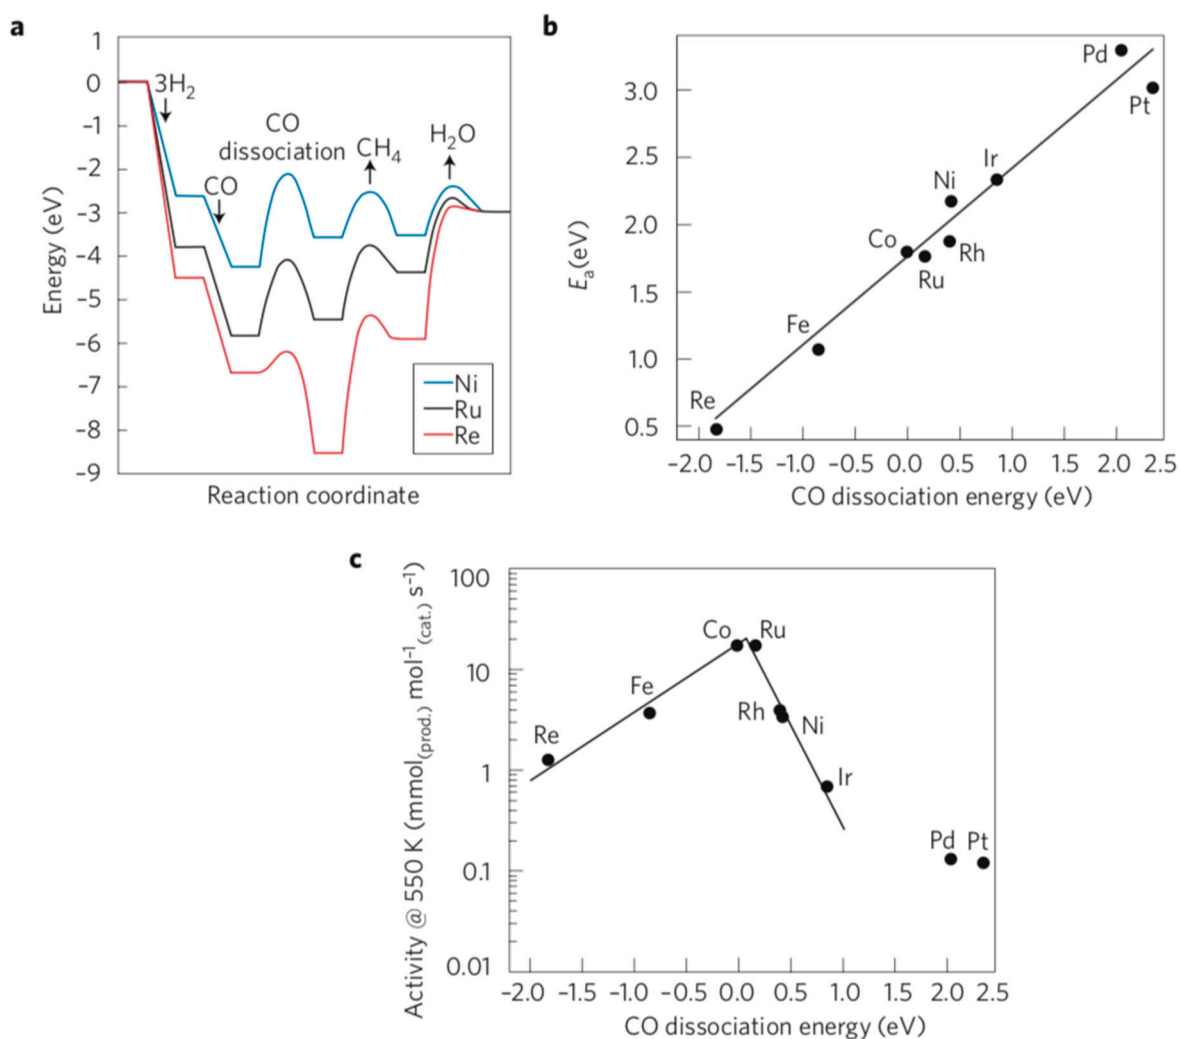 a
1
0
−1
−2
−3
−4
−5
−6
−7
−8
−9
Energy (eV)
3H2
CO
CO
dissociation
CH4
H2O
Ni
Ru
Re
Reaction coordinate
b
3.0
2.5
2.0
1.5
1.0
0.5
Ea(eV)
Pd
Pt
Ir
Ni
Co
Rh
Ru
Fe
Re
−2.0 −1.5 −1.0 −0.5 0.0 0.5 1.0 1.5 2.0 2.5
CO dissociation energy (eV)
c
100
10
1
0.1
0.01
Activity @ 550 K (mmol(prod.) mol−1(cat.) s−1)
Co
Ru
Fe
Rh
Ni
Re
Ir
Pd
Pt
−2.0 −1.5 −1.0 −0.5 0.0 0.5 1.0 1.5 2.0 2.5
CO dissociation energy (eV)